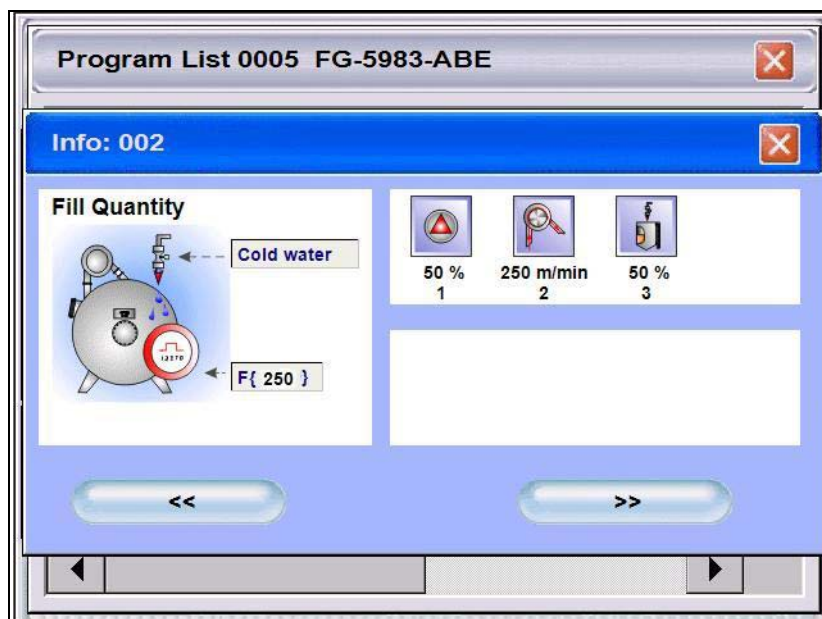 Program List 0005 FG-5983-ABE
Info: 002
Fill Quantity
Cold water
F{ 250 }
50 %
1
250 m/min
2
50 %
3
<<
>>